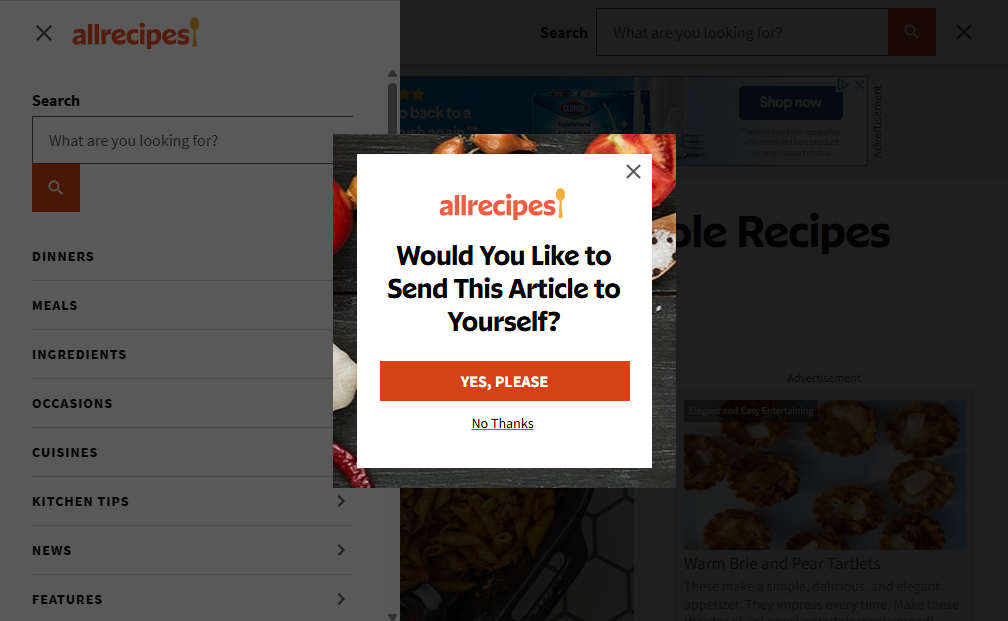 allrecipes
Search
What are you looking for?
Search
What are you looking for?
DINNERS
MEALS
INGREDIENTS
OCCASIONS
CUISINES
KITCHEN TIPS
NEWS
FEATURES
back to a
again
CLOROX
Shop now
Advertisement
allrecipes
Would You Like to
Send This Article to
Yourself?
YES, PLEASE
No Thanks
Recipes
Advertisement
Elegant and Easy Entertaining
Warm Brie and Pear Tartlets
These make a simple, delicious, and elegant
appetizer. They impress every time. Make these